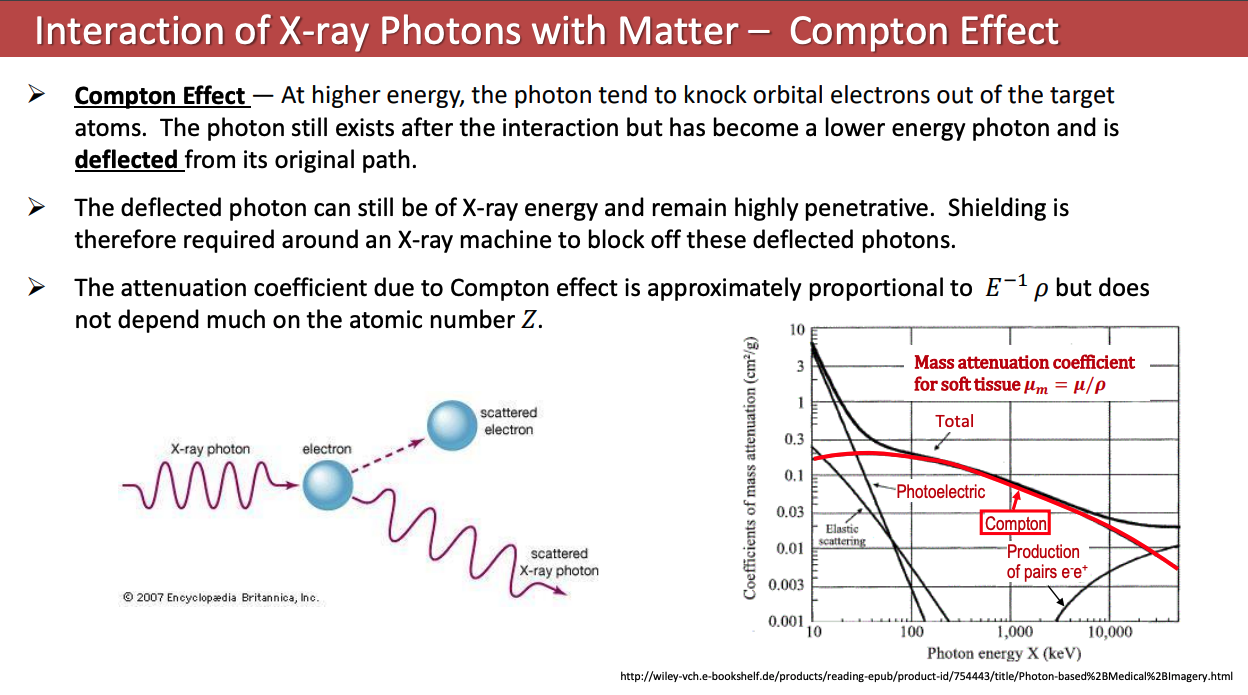 Interaction of X-ray Photons with Matter – Compton Effect
➢ Compton Effect — At higher energy, the photon tend to knock orbital electrons out of the target
atoms. The photon still exists after the interaction but has become a lower energy photon and is
deflected from its original path.
➢ The deflected photon can still be of X-ray energy and remain highly penetrative. Shielding is
therefore required around an X-ray machine to block off these deflected photons.
➢ The attenuation coefficient due to Compton effect is approximately proportional to E⁻¹ ρ but does
not depend much on the atomic number Z.
X-ray photon
electron
scattered
electron
scattered
X-ray photon
© 2007 Encyclopædia Britannica, Inc.
Coefficients of mass attenuation (cm²/g)
10
3
1
0.3
0.1
0.03
0.01
0.003
0.001
Mass attenuation coefficient
for soft tissue μₘ = μ/ρ
Total
Photoelectric
Compton
Elastic
scattering
Production
of pairs e⁻e⁺
10
100
1,000
10,000
Photon energy X (keV)
http://wiley-vch.e-bookshelf.de/products/reading-epub/product-id/754443/title/Photon-based%2BMedical%2BImagery.html